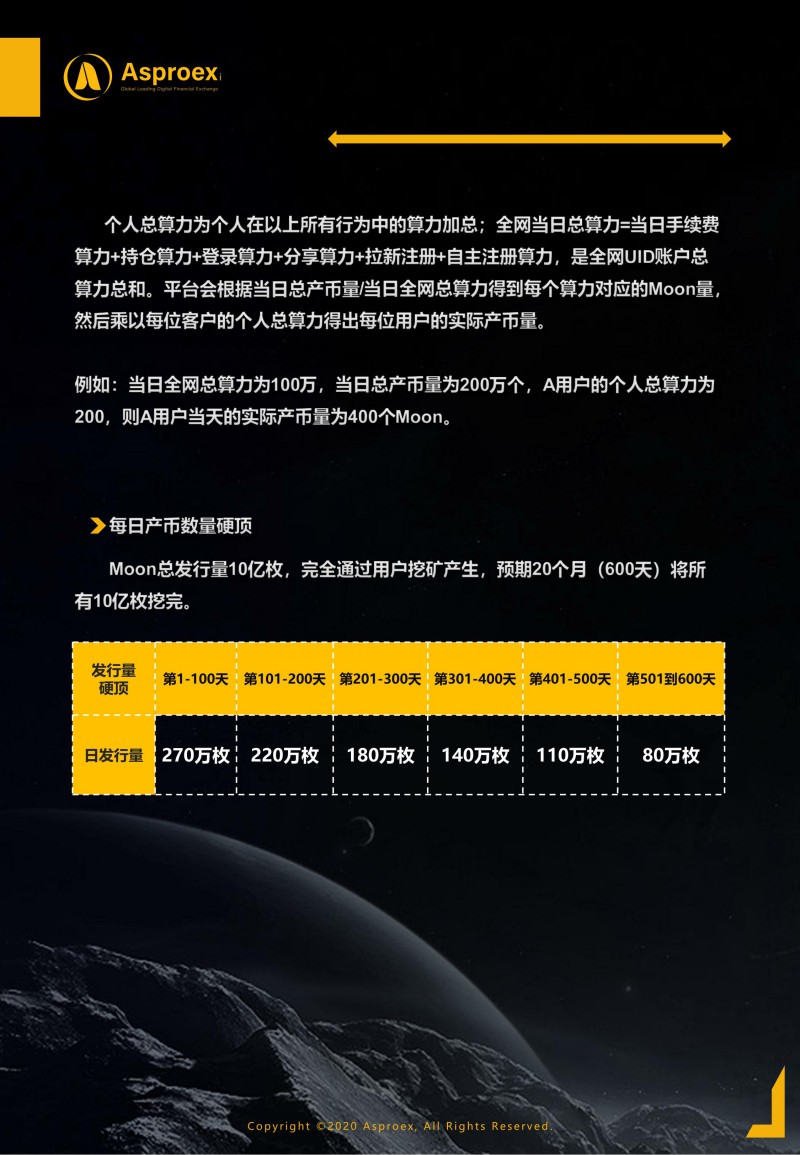 Asproex
Global Leading Digital Financial Exchange
个人总算力为个人在以上所有行为中的算力加总；全网当日总算力=当日手续费
算力+持仓算力+登录算力+分享算力+拉新注册+自主注册算力，是全网UID账户总
算力总和。平台会根据当日总产币量/当日全网总算力得到每个算力对应的Moon量，
然后乘以每位客户的个人总算力得出每位用户的实际产币量。
例如：当日全网总算力为100万，当日总产币量为200万个，A用户的个人总算力为
200，则A用户当天的实际产币量为400个Moon。
每日产币数量硬顶
Moon总发行量10亿枚，完全通过用户挖矿产生，预期20个月（600天）将所
有10亿枚挖完。
发行量
硬顶
第1-100天 第101-200天 第201-300天 第301-400天 第401-500天 第501到600天
日发行量 270万枚 220万枚 180万枚 140万枚 110万枚 80万枚
Copyright ©2020 Asproex, All Rights Reserved.